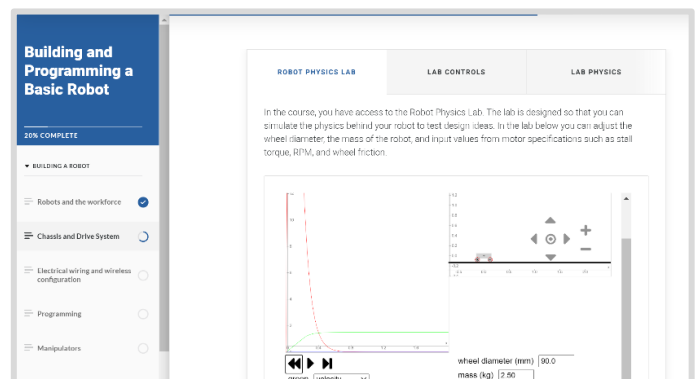 Building and
Programming a
Basic Robot
20% COMPLETE
BUILDING A ROBOT
Robots and the workforce
Chassis and Drive System
Electrical wiring and wireless
configuration
Programming
Manipulators
ROBOT PHYSICS LAB
LAB CONTROLS
LAB PHYSICS
In the course, you have access to the Robot Physics Lab. The lab is designed so that you can
simulate the physics behind your robot to test design ideas. In the lab below you can adjust the
wheel diameter, the mass of the robot, and input values from motor specifications such as stall
torque, RPM, and wheel friction.
wheel diameter (mm) 90.0
mass (kg) 2.50
green velocity